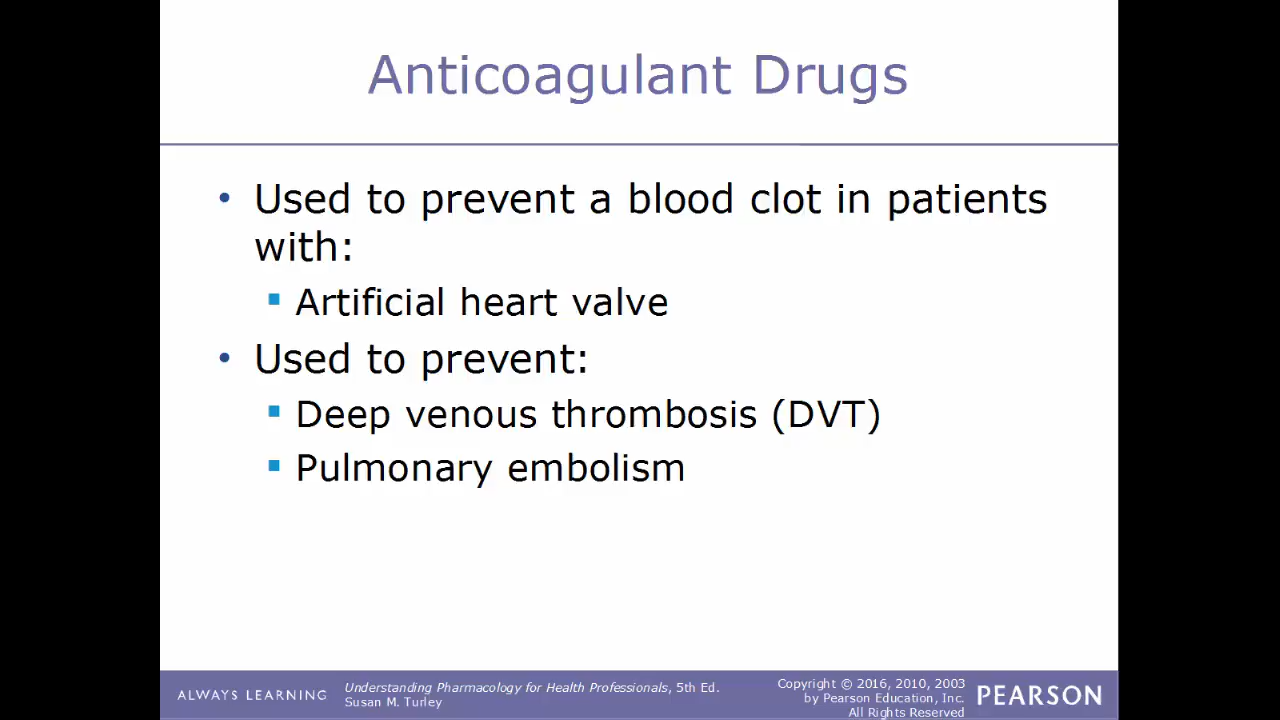 Anticoagulant Drugs
• Used to prevent a blood clot in patients
with:
▪ Artificial heart valve
• Used to prevent:
▪ Deep venous thrombosis (DVT)
▪ Pulmonary embolism
ALWAYS LEARNING
Understanding Pharmacology for Health Professionals, 5th Ed.
Susan M. Turley
Copyright © 2016, 2010, 2003
by Pearson Education, Inc.
All Rights Reserved
PEARSON